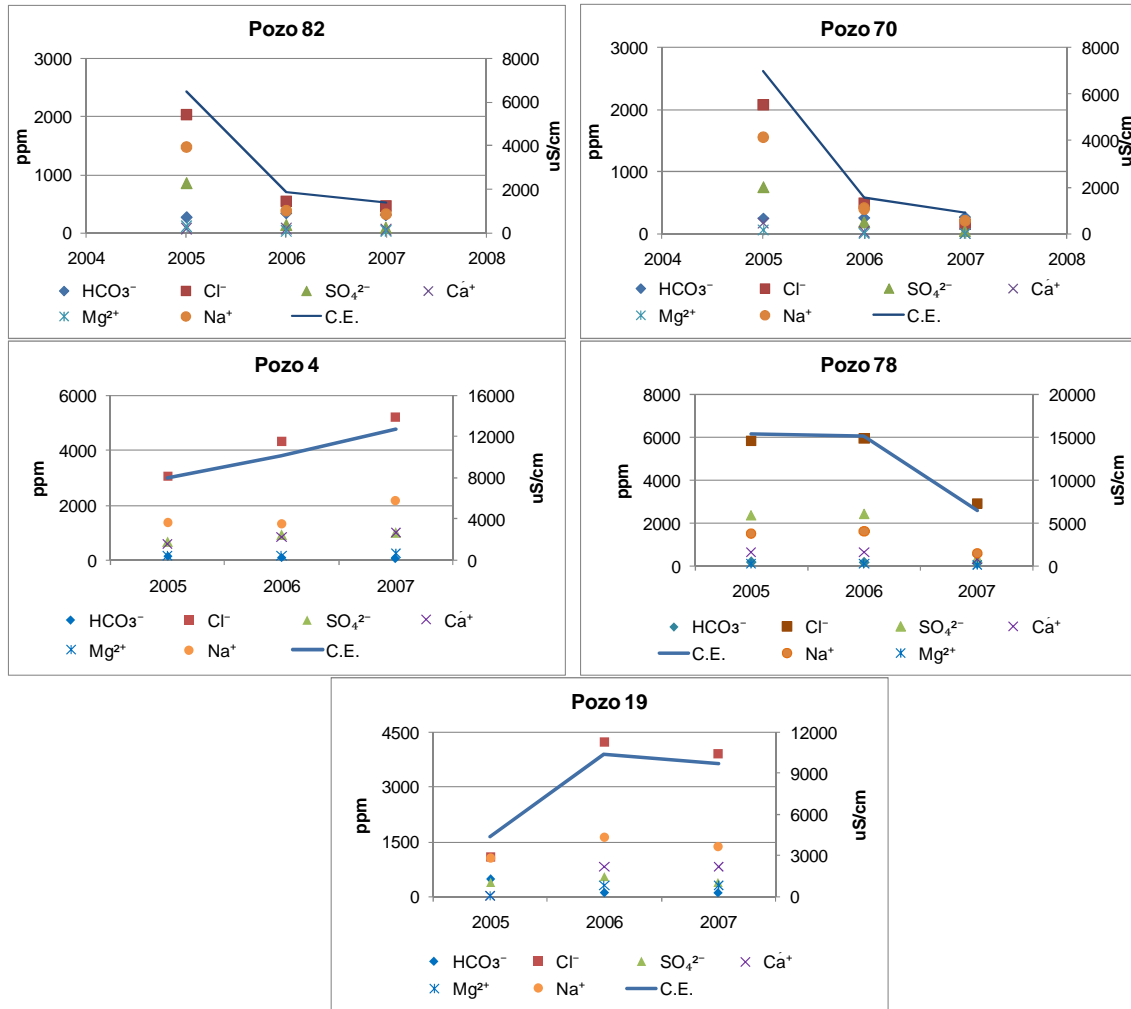 Pozo 82
3000
2000
1000
0
ppm
8000
6000
4000
2000
0
uS/cm
2004 2005 2006 2007 2008
HCO₃⁻ Cl⁻ SO₄²⁻ Ca⁺
Mg²⁺ Na⁺ C.E.
Pozo 70
3000
2000
1000
0
ppm
8000
6000
4000
2000
0
uS/cm
2004 2005 2006 2007 2008
HCO₃⁻ Cl⁻ SO₄²⁻ Ca⁺
Mg²⁺ Na⁺ C.E.
Pozo 4
6000
4000
2000
0
ppm
16000
12000
8000
4000
0
uS/cm
2005 2006 2007
HCO₃⁻ Cl⁻ SO₄²⁻ Ca⁺
Mg²⁺ Na⁺ C.E.
Pozo 78
8000
6000
4000
2000
0
ppm
20000
15000
10000
5000
0
uS/cm
2005 2006 2007
HCO₃⁻ Cl⁻ SO₄²⁻ Ca⁺
C.E. Na⁺ Mg²⁺
Pozo 19
4500
3000
1500
0
ppm
12000
9000
6000
3000
0
uS/cm
2005 2006 2007
HCO₃⁻ Cl⁻ SO₄²⁻ Ca⁺
Mg²⁺ Na⁺ C.E.